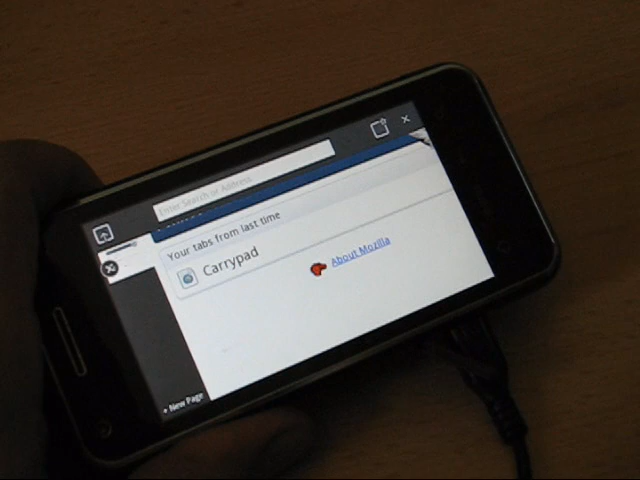 Enter Search or Address
Your tabs from last time
Carrypad
About Mozilla
+ New Page